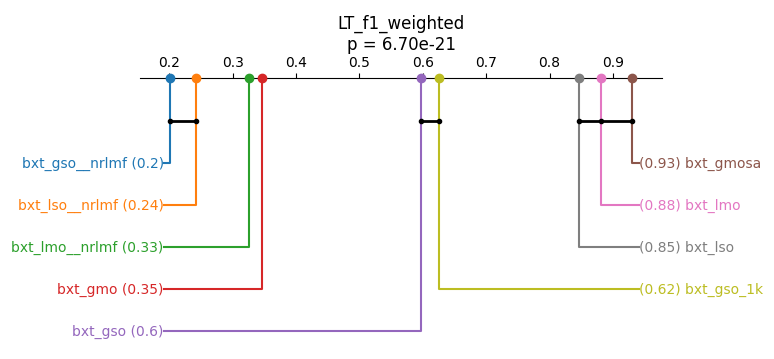 LT_f1_weighted
p = 6.70e-21
0.2 0.3 0.4 0.5 0.6 0.7 0.8 0.9
bxt_gso__nrlmf (0.2) (0.93) bxt_gmosa
bxt_lso__nrlmf (0.24) (0.88) bxt_lmo
bxt_lmo__nrlmf (0.33) (0.85) bxt_lso
bxt_gmo (0.35) (0.62) bxt_gso_1k
bxt_gso (0.6)